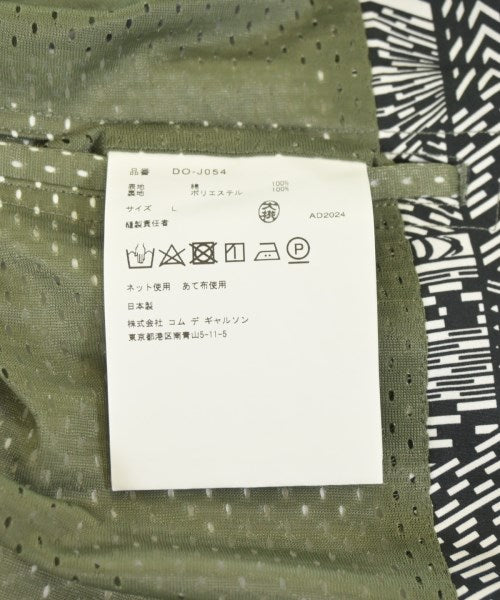 品番 DO-J054
表地 綿 100%
裏地 ポリエステル 100%
サイズ L
縫製責任者 AD2024
ネット使用 あて布使用
日本製
株式会社 コム デ ギャルソン
東京都港区南青山5-11-5